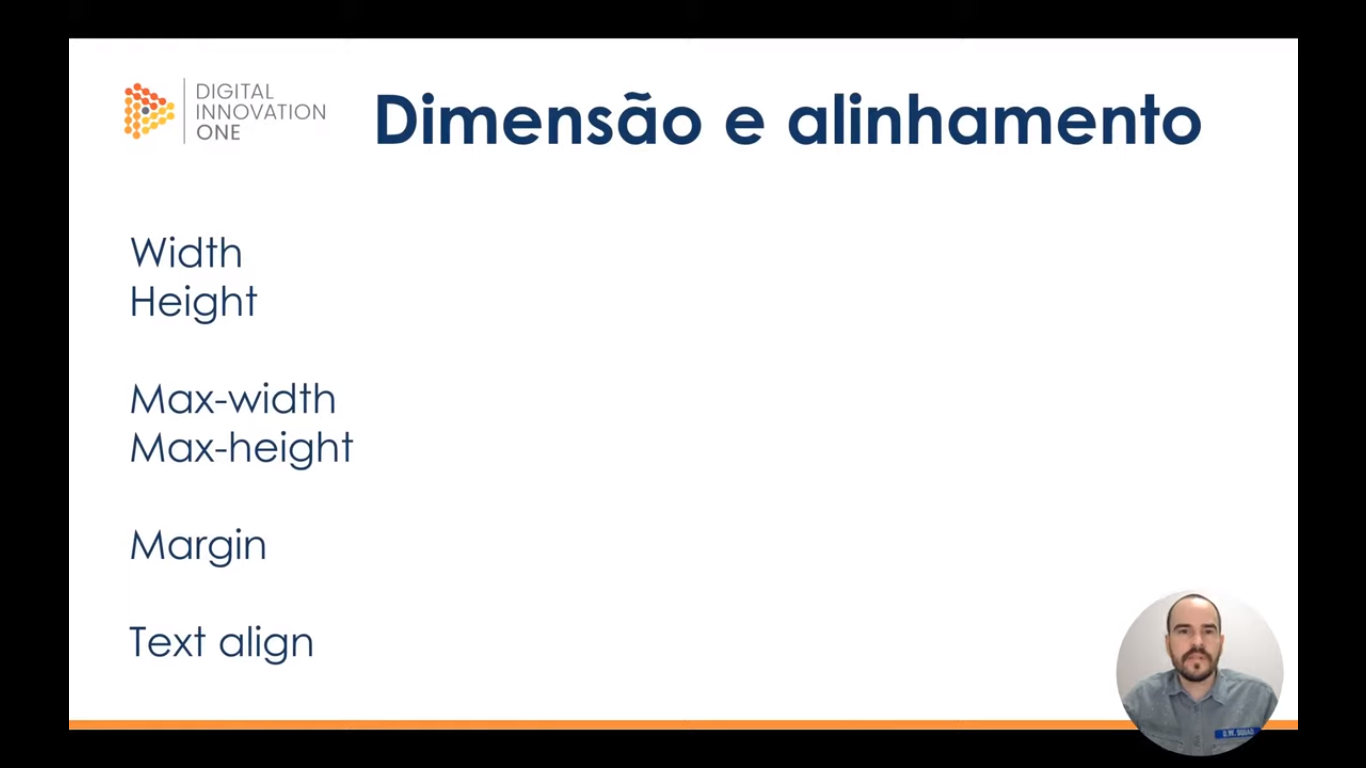 DIGITAL
INNOVATION
ONE
Dimensão e alinhamento
Width
Height
Max-width
Max-height
Margin
Text align